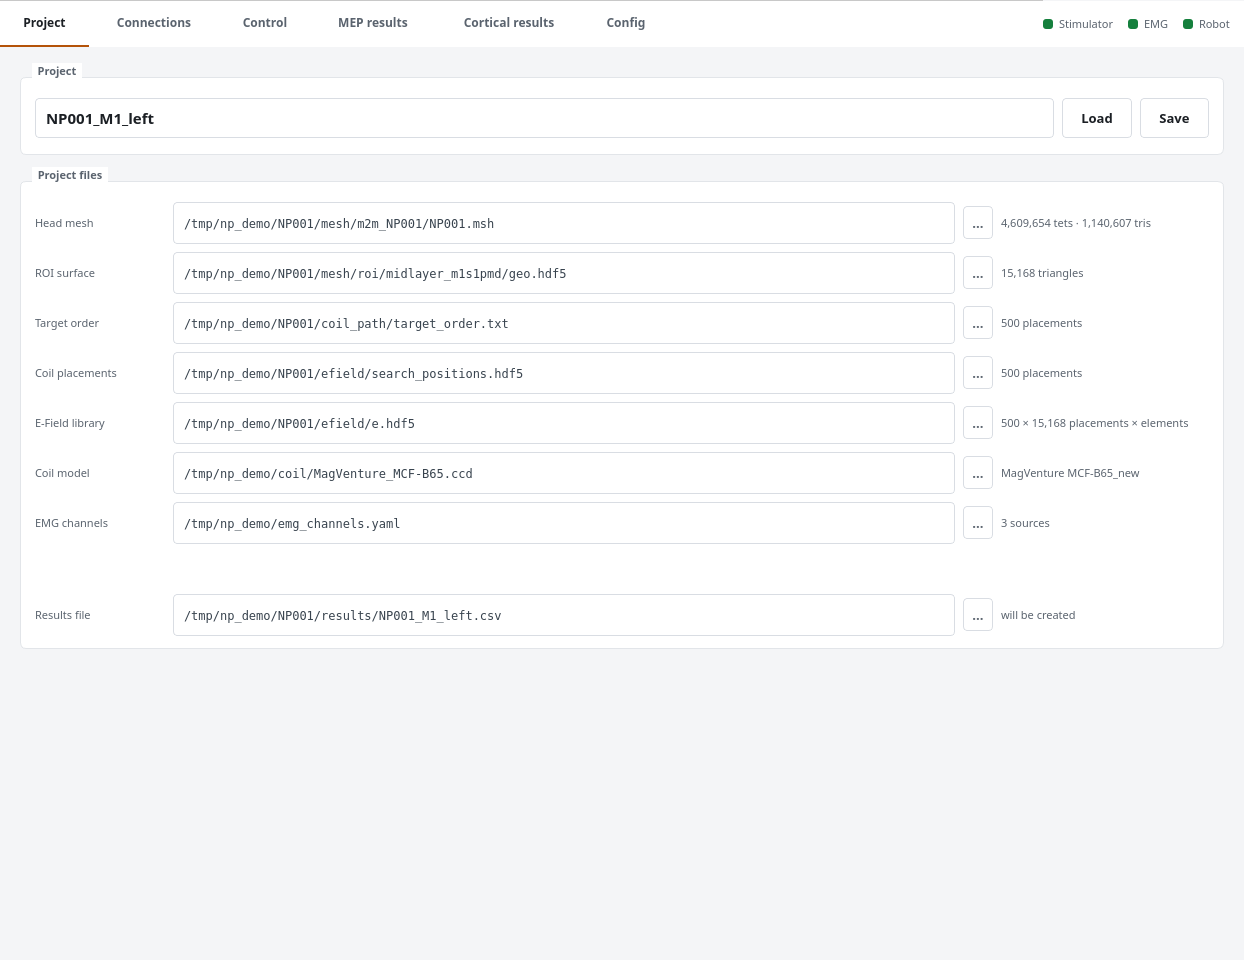 Project Connections Control MEP results Cortical results Config Stimulator EMG Robot
Project
NP001_M1_left Load Save
Project files
Head mesh /tmp/np_demo/NP001/mesh/m2m_NP001/NP001.msh ... 4,609,654 tets · 1,140,607 tris
ROI surface /tmp/np_demo/NP001/mesh/roi/midlayer_m1s1pmd/geo.hdf5 ... 15,168 triangles
Target order /tmp/np_demo/NP001/coil_path/target_order.txt ... 500 placements
Coil placements /tmp/np_demo/NP001/efield/search_positions.hdf5 ... 500 placements
E-Field library /tmp/np_demo/NP001/efield/e.hdf5 ... 500 × 15,168 placements × elements
Coil model /tmp/np_demo/coil/MagVenture_MCF-B65.ccd ... MagVenture MCF-B65_new
EMG channels /tmp/np_demo/emg_channels.yaml ... 3 sources
Results file /tmp/np_demo/NP001/results/NP001_M1_left.csv ... will be created